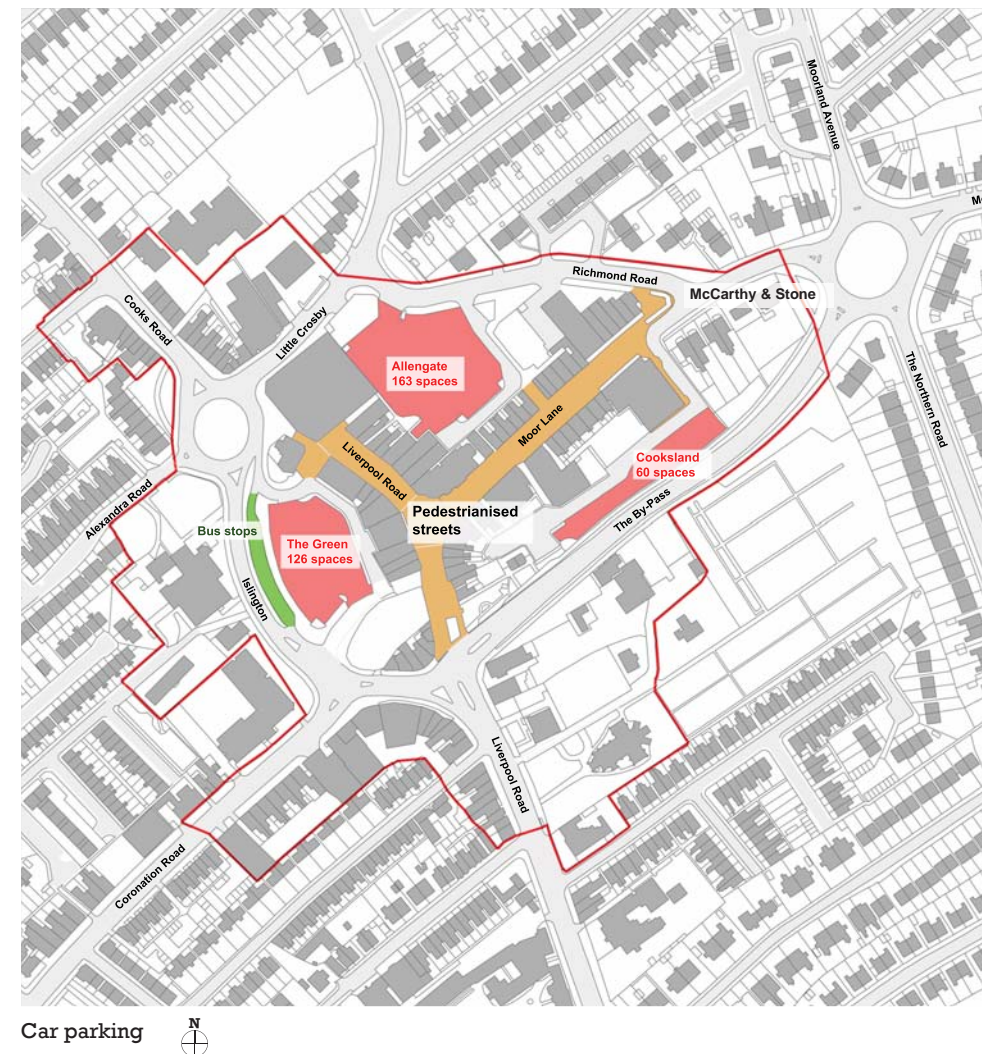 Moorland Avenue
Mo
Richmond Road
McCarthy & Stone
Cooks Road
Little Crosby
Allengate
163 spaces
The Northern Road
Moor Lane
Liverpool Road
Cooksland
60 spaces
Alexandra Road
Pedestrianised
streets
The By-Pass
Bus stops
The Green
126 spaces
Islington
Liverpool Road
Coronation Road
Car parking
N